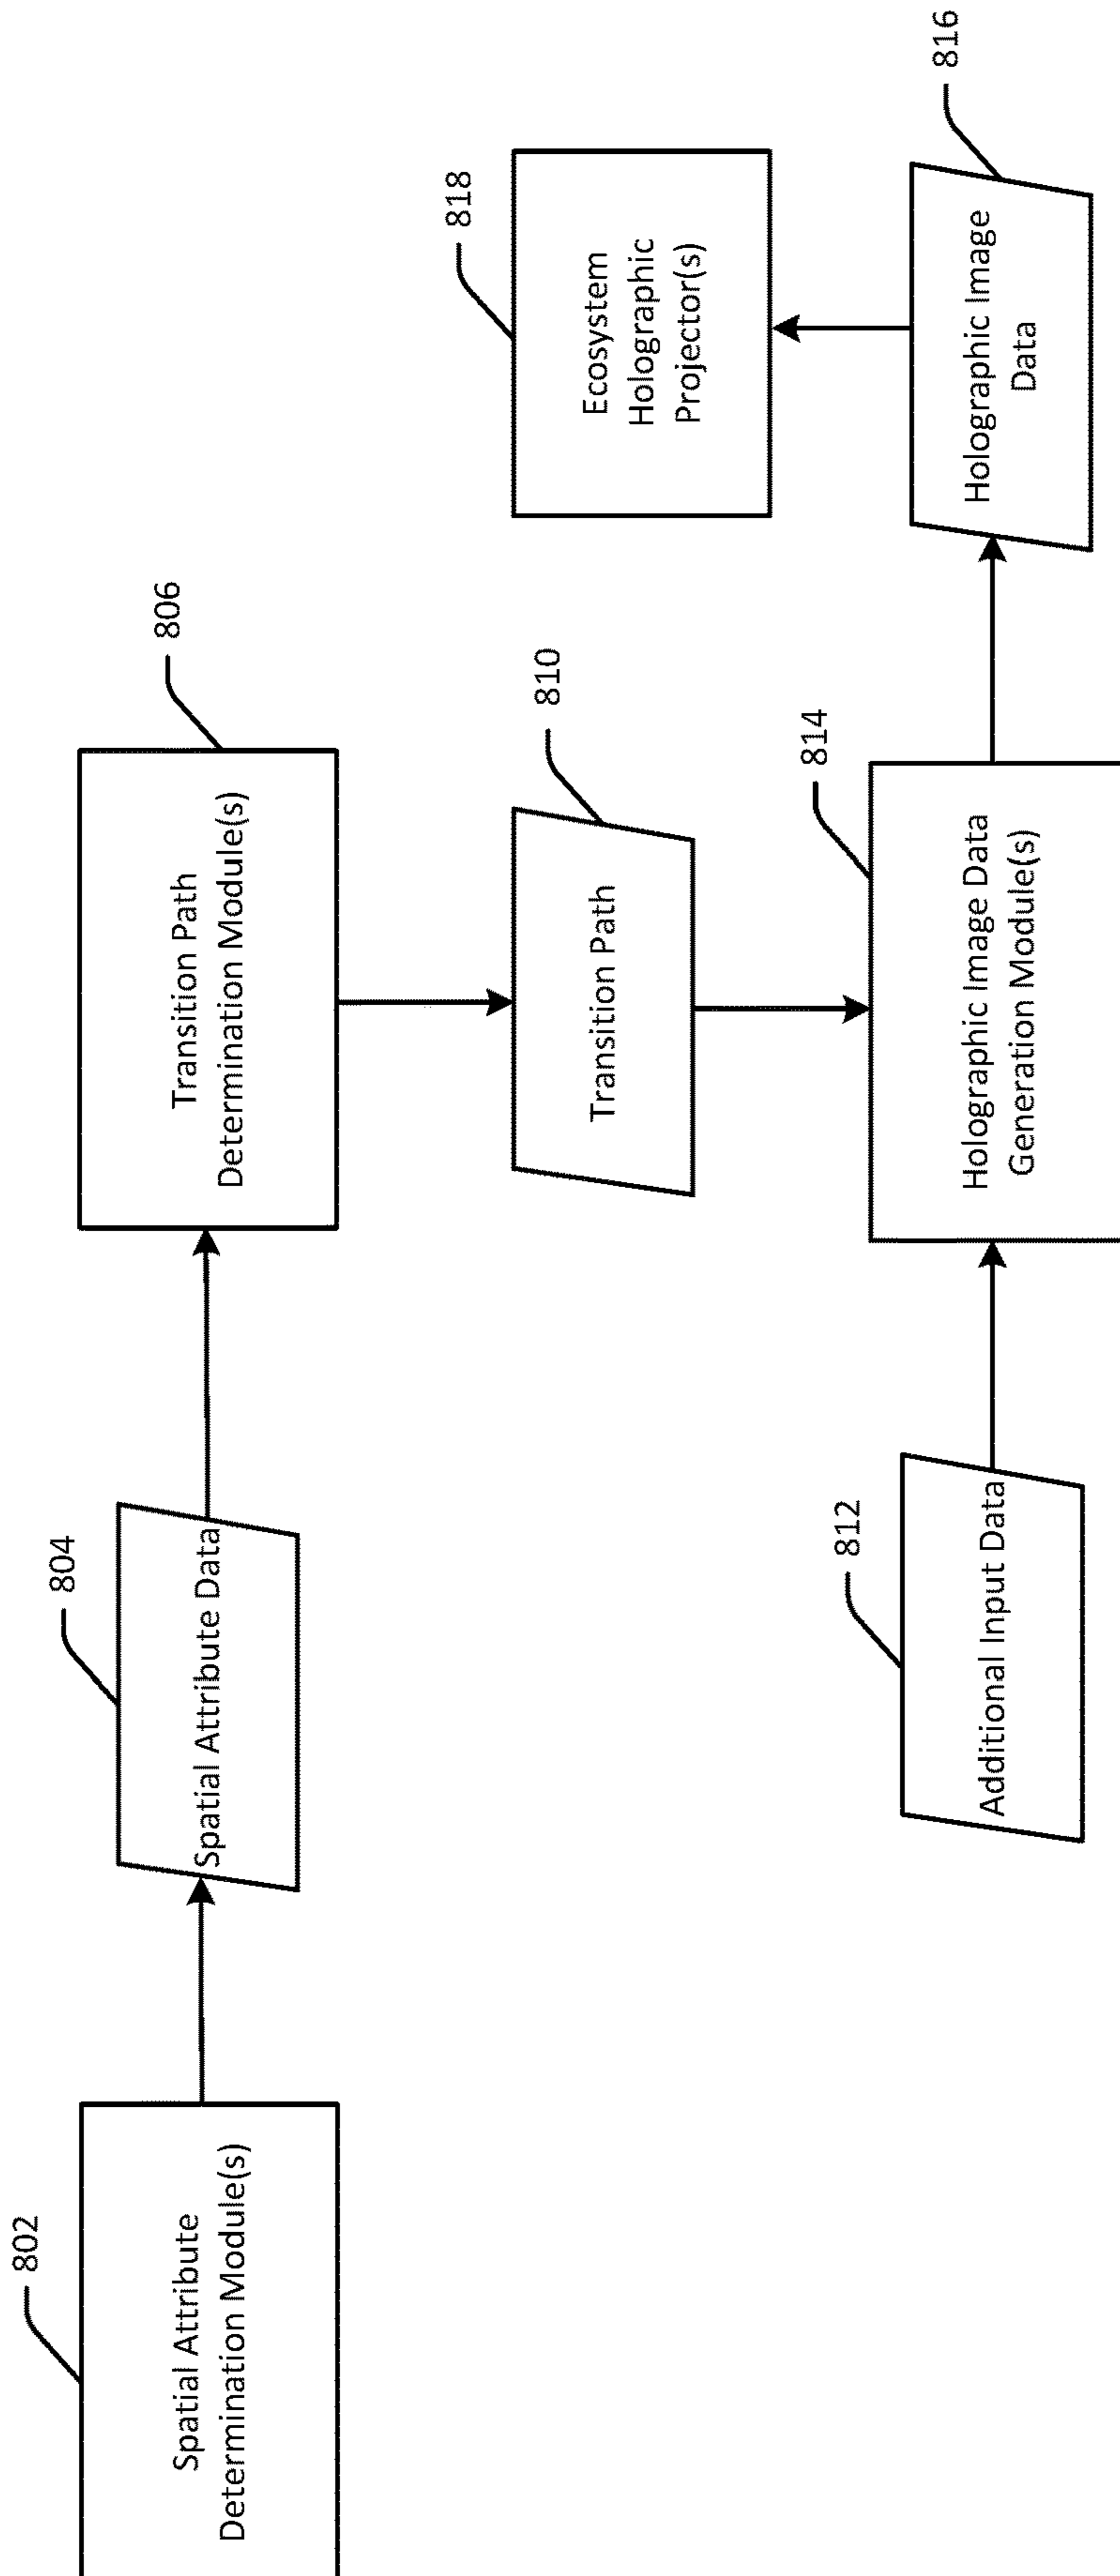 802
Spatial Attribute
Determination Module(s)
804
Spatial Attribute Data
806
Transition Path
Determination Module(s)
810
Transition Path
812
Additional Input Data
814
Holographic Image Data
Generation Module(s)
816
Holographic Image
Data
818
Ecosystem
Holographic
Projector(s)